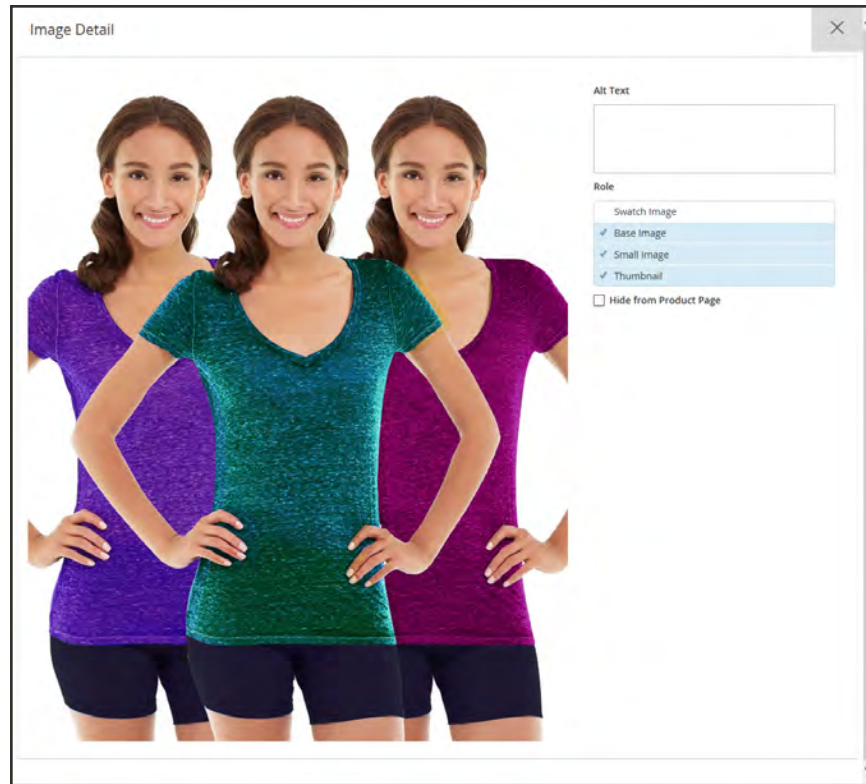 Image Detail
Alt Text
Role
Swatch Image
Base Image
Small Image
Thumbnail
Hide from Product Page